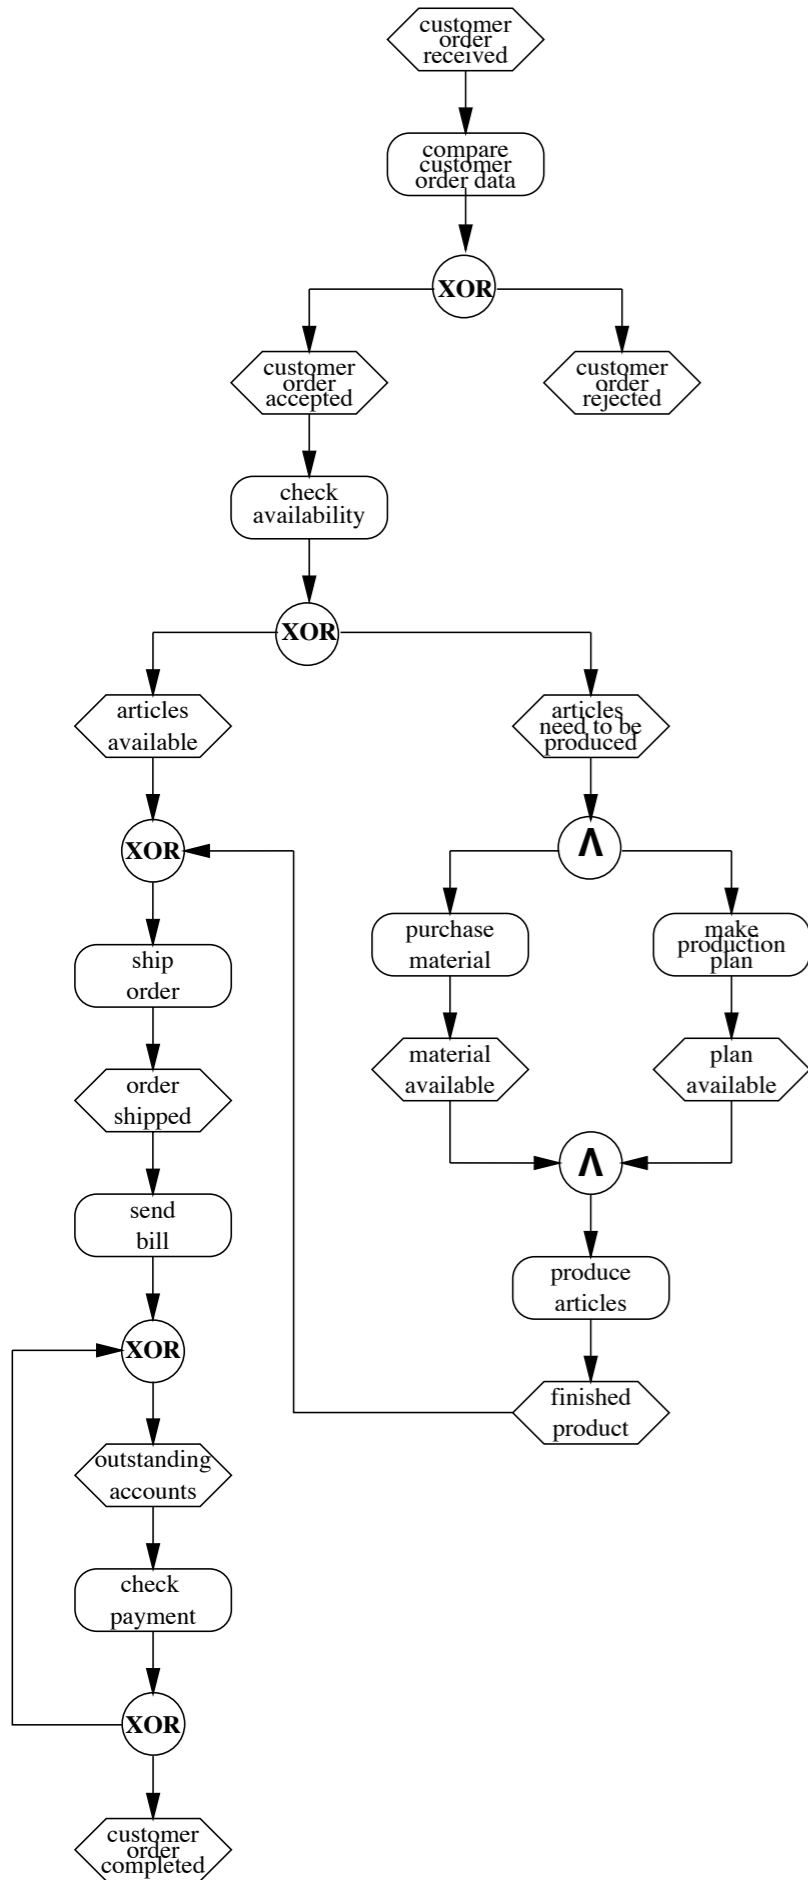 customer
order
received
compare
customer
order data
XOR
customer
order
accepted
customer
order
rejected
check
availability
XOR
articles
available
articles
need to be
produced
XOR
Λ
purchase
material
make
production
plan
ship
order
material
available
plan
available
order
shipped
Λ
send
bill
produce
articles
XOR
finished
product
outstanding
accounts
check
payment
XOR
customer
order
completed